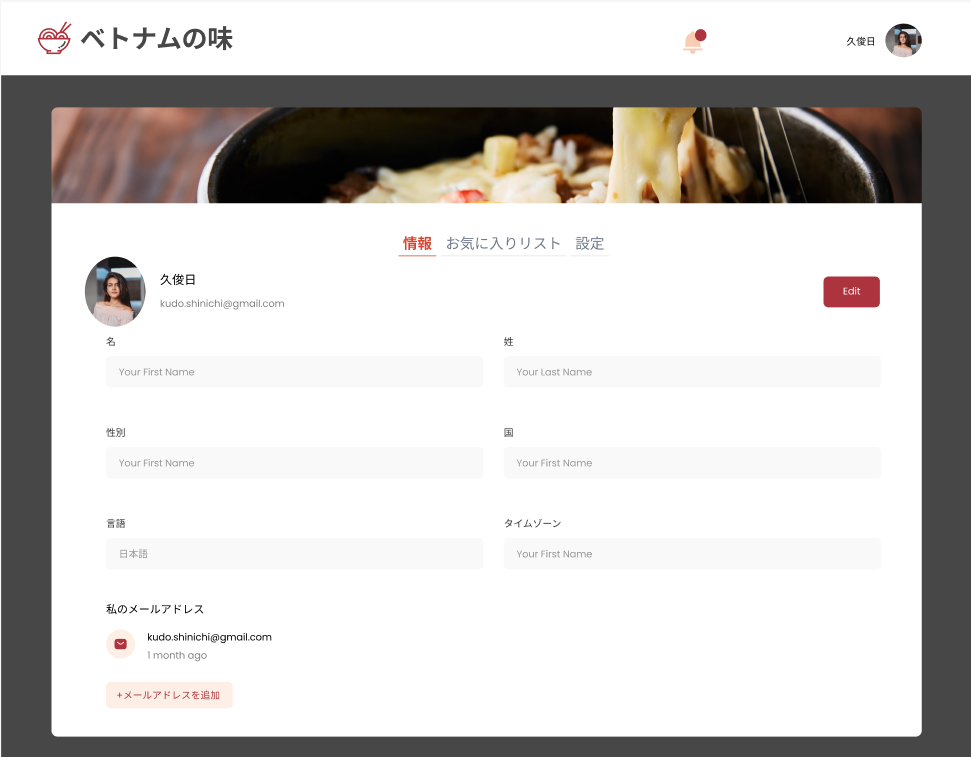 ベトナムの味
久俊日
情報 お気に入りリスト 設定
久俊日
kudo.shinichi@gmail.com
Edit
名 姓
Your First Name Your Last Name
性別 国
Your First Name Your First Name
言語 タイムゾーン
日本語 Your First Name
私のメールアドレス
kudo.shinichi@gmail.com
1 month ago
+メールアドレスを追加